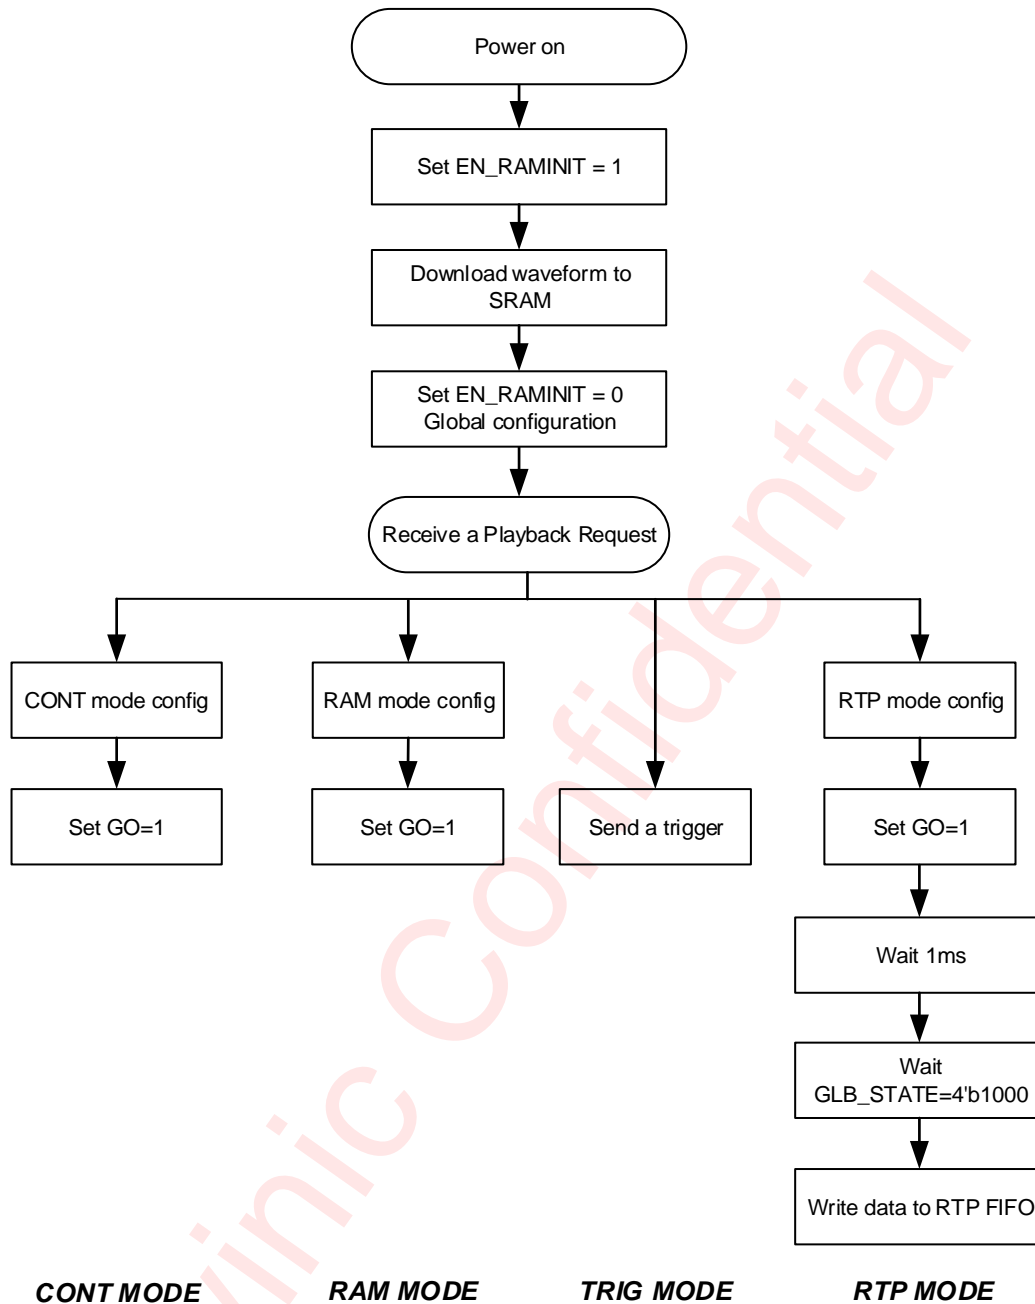 Power on
Set EN_RAMINIT = 1
Download waveform to
SRAM
Set EN_RAMINIT = 0
Global configuration
Receive a Playback Request
CONT mode config
RAM mode config
RTP mode config
Set GO=1
Set GO=1
Send a trigger
Set GO=1
Wait 1ms
Wait
GLB_STATE=4'b1000
Write data to RTP FIFO
CONT MODE
RAM MODE
TRIG MODE
RTP MODE
vinic Confidential